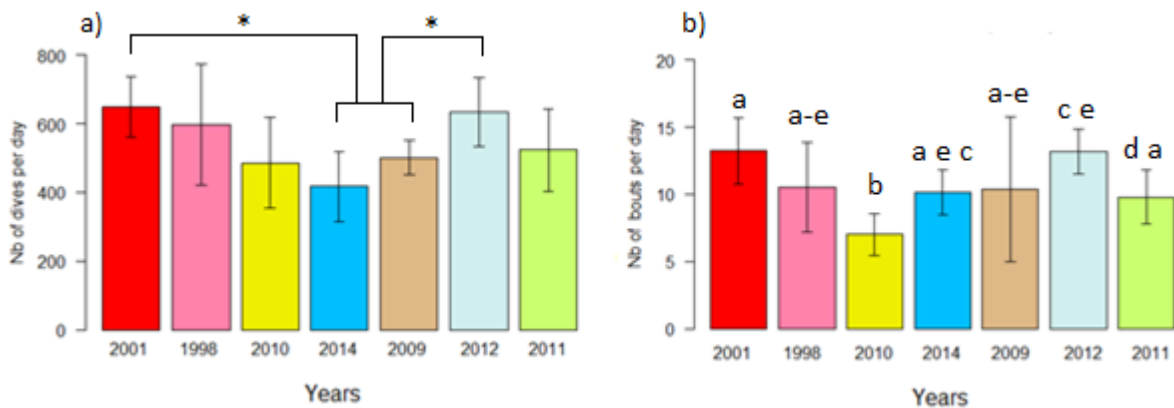 a)
*
*
Nb of dives per day
800
600
400
200
0
2001 1998 2010 2014 2009 2012 2011
Years
b)
Nb of bouts per day
20
15
10
5
0
a
a-e
b
a e c
a-e
c e
d a
2001 1998 2010 2014 2009 2012 2011
Years